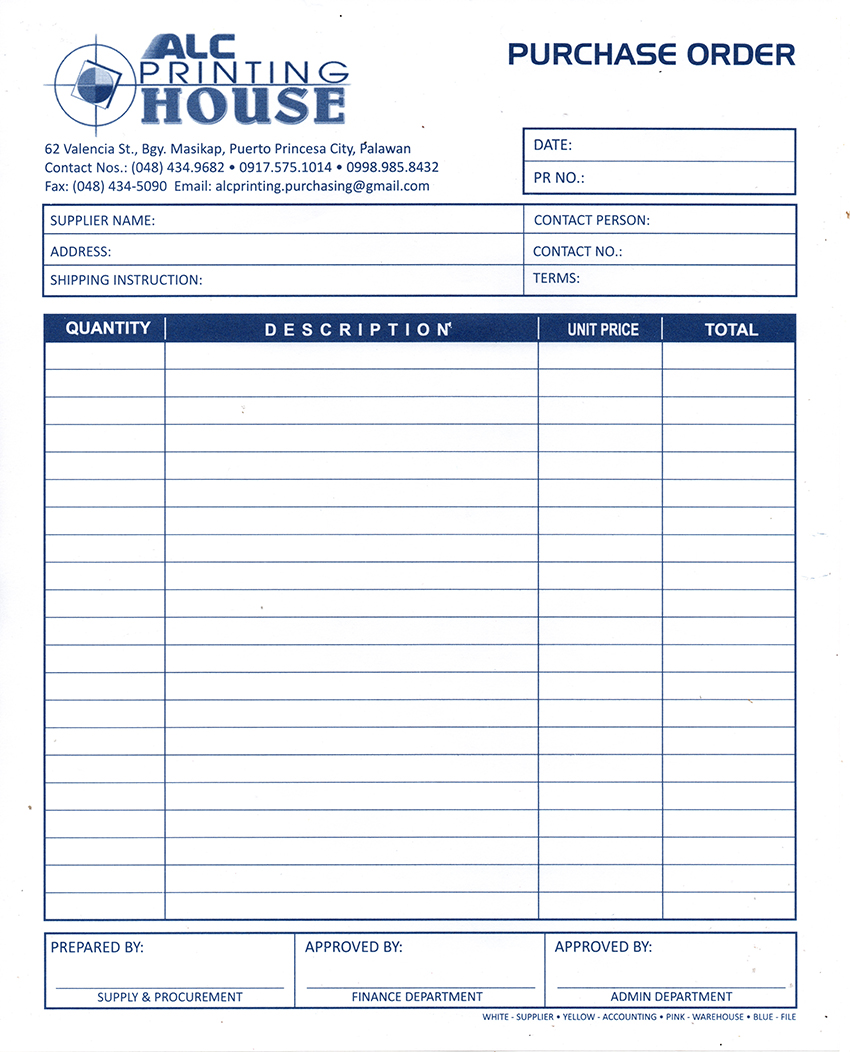 ALC
PRINTING
HOUSE
PURCHASE ORDER
62 Valencia St., Bgy. Masikap, Puerto Princesa City, Palawan
Contact Nos.: (048) 434.9682 • 0917.575.1014 • 0998.985.8432
Fax: (048) 434-5090 Email: alcprinting.purchasing@gmail.com
DATE:
PR NO.:
SUPPLIER NAME: CONTACT PERSON:
ADDRESS: CONTACT NO.:
SHIPPING INSTRUCTION: TERMS:
QUANTITY DESCRIPTION UNIT PRICE TOTAL
PREPARED BY: APPROVED BY: APPROVED BY:
SUPPLY & PROCUREMENT FINANCE DEPARTMENT ADMIN DEPARTMENT
WHITE - SUPPLIER • YELLOW - ACCOUNTING • PINK - WAREHOUSE • BLUE - FILE